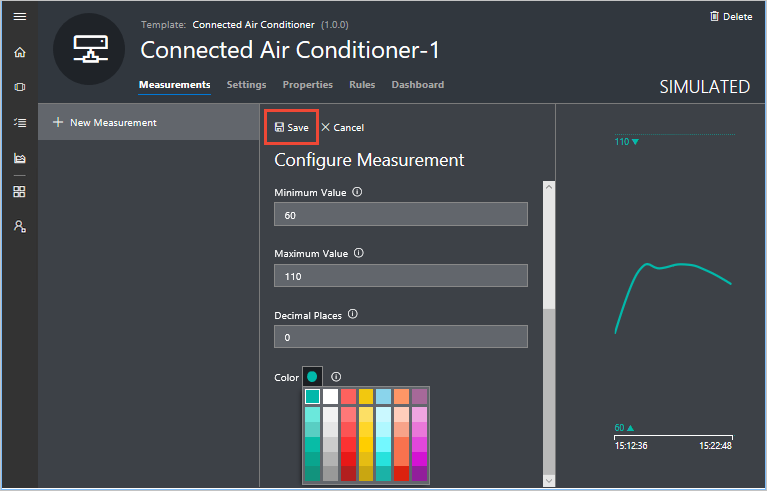 Template: Connected Air Conditioner (1.0.0)
Delete
Connected Air Conditioner-1
Measurements Settings Properties Rules Dashboard
SIMULATED
New Measurement
Save Cancel
Configure Measurement
Minimum Value
60
Maximum Value
110
Decimal Places
0
Color
110
60
15:12:36 15:22:48